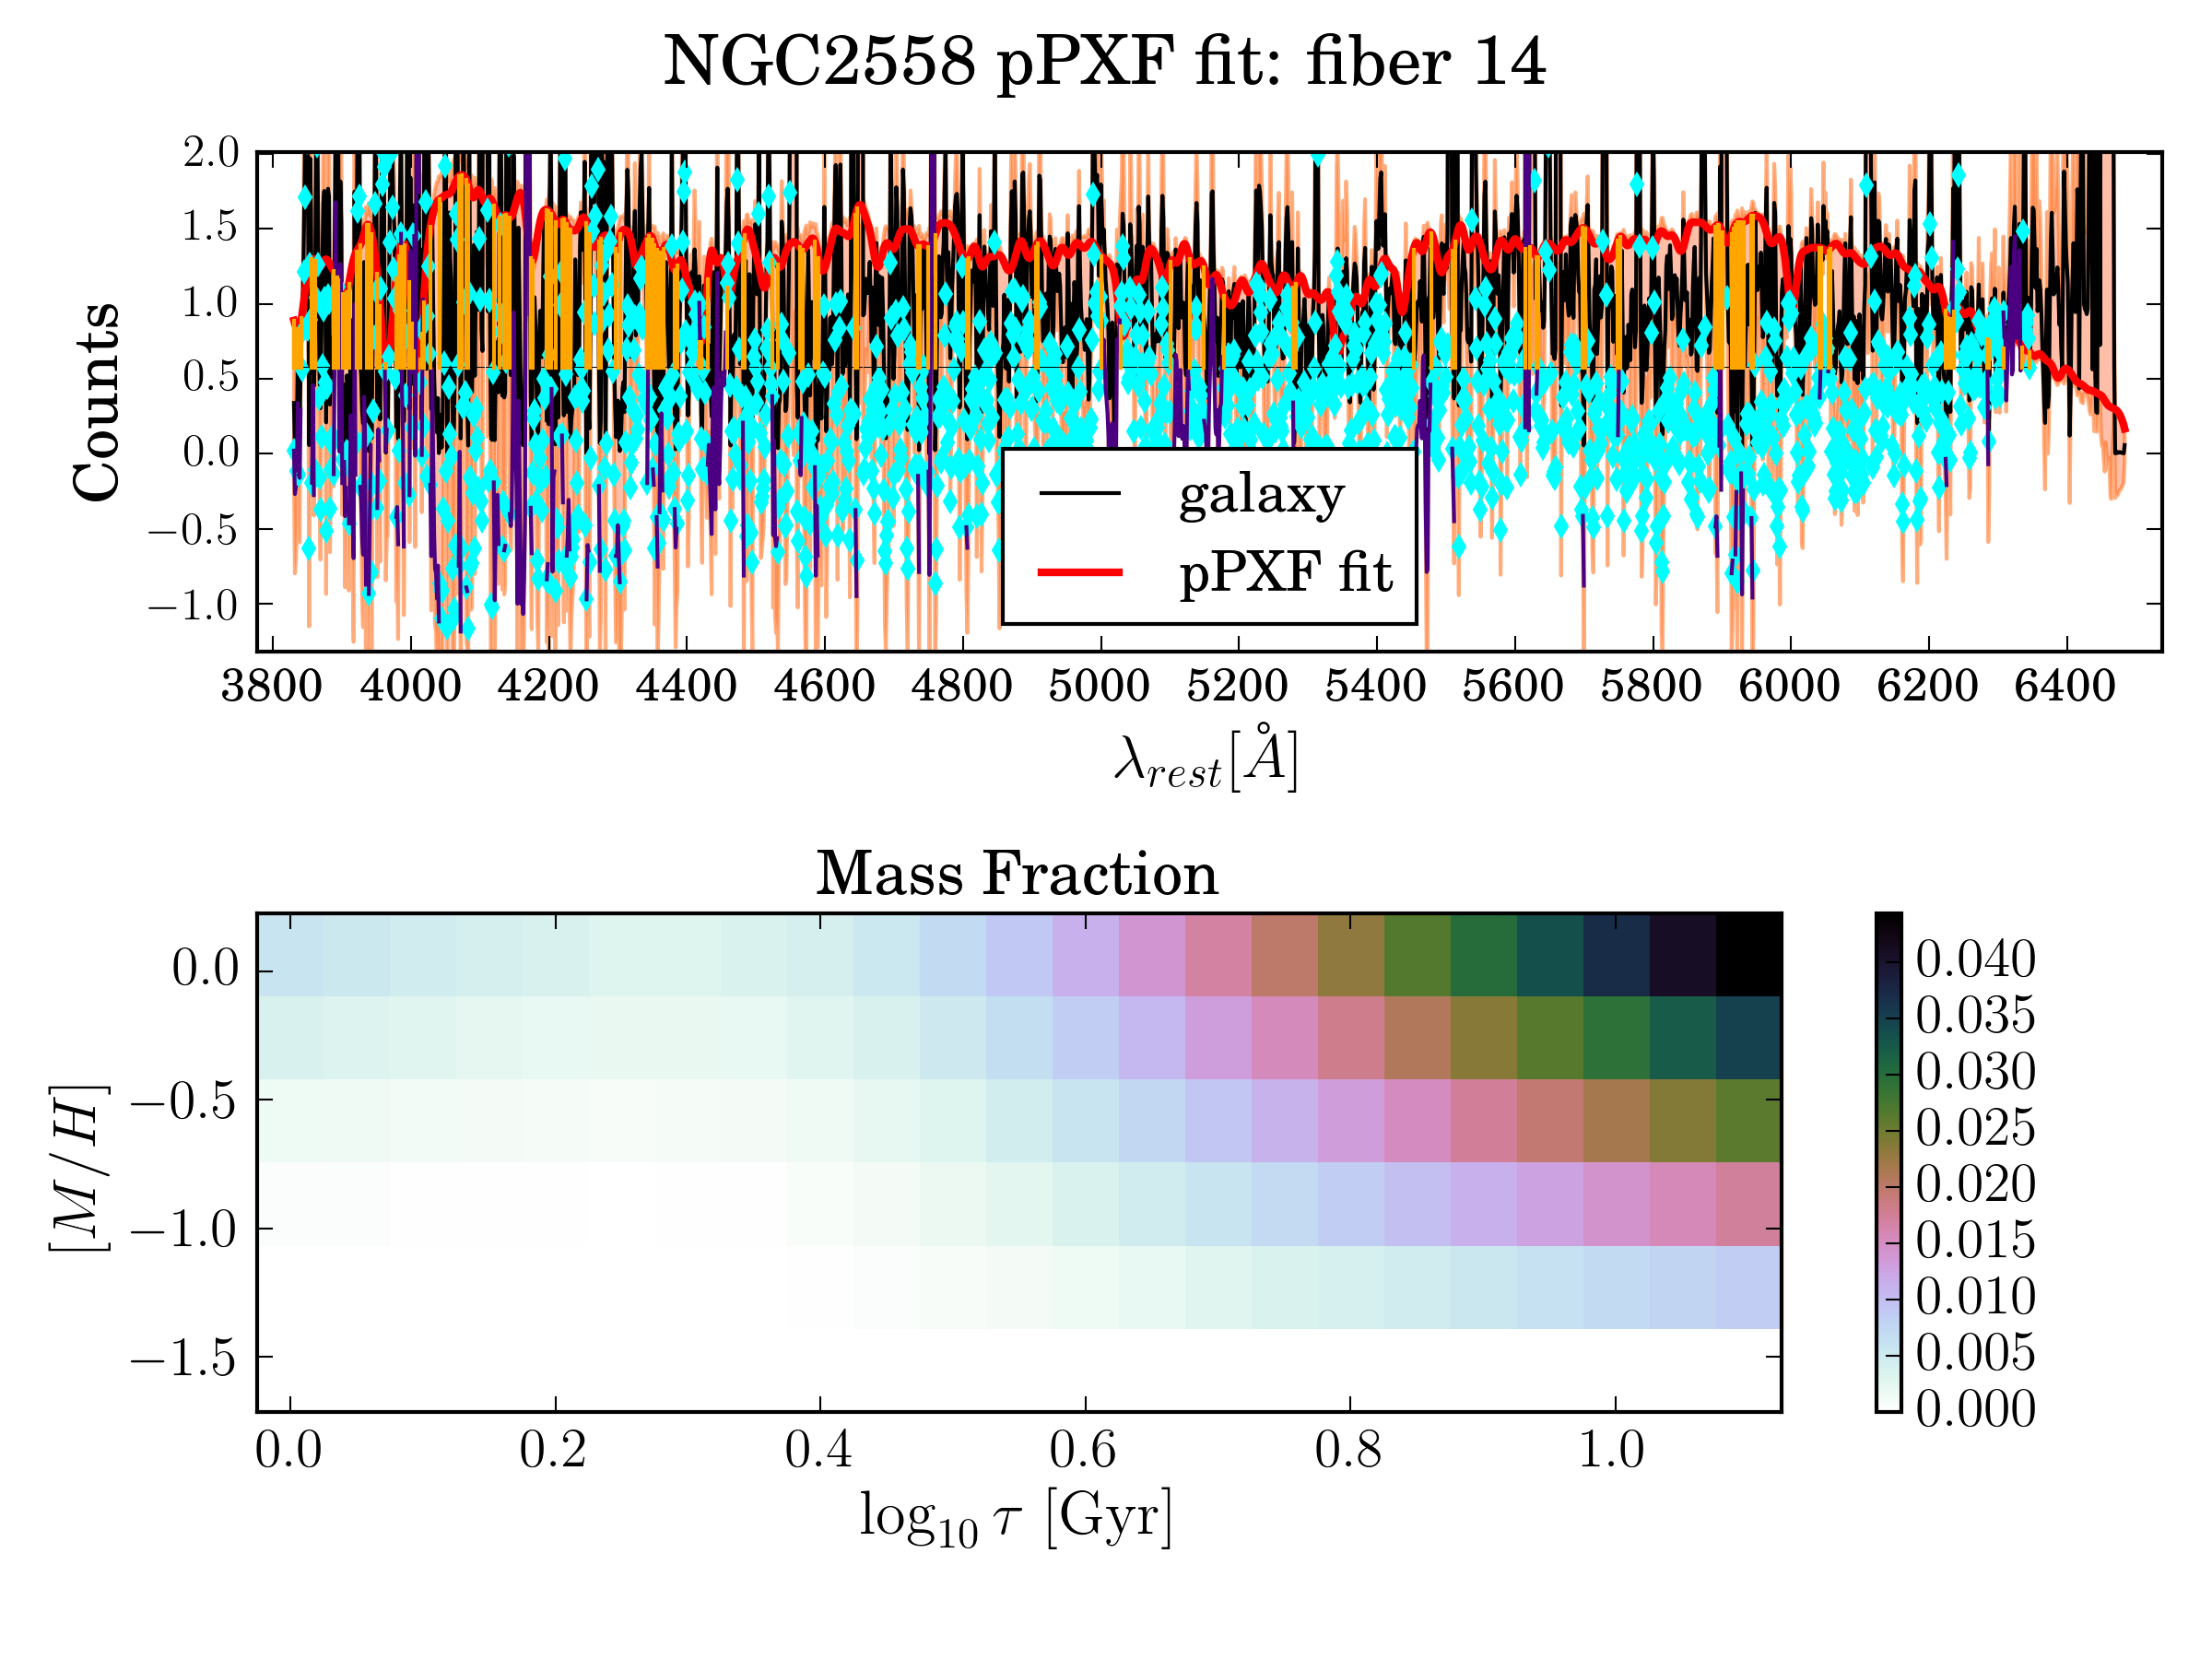 NGC2558 pPXF fit: fiber 14
2.0
1.5
1.0
0.5
0.0
−0.5
−1.0
Counts
galaxy
pPXF fit
3800 4000 4200 4400 4600 4800 5000 5200 5400 5600 5800 6000 6200 6400
λrest[Å]
Mass Fraction
0.0
−0.5
−1.0
−1.5
[M/H]
0.0 0.2 0.4 0.6 0.8 1.0
log10 τ [Gyr]
0.040
0.035
0.030
0.025
0.020
0.015
0.010
0.005
0.000